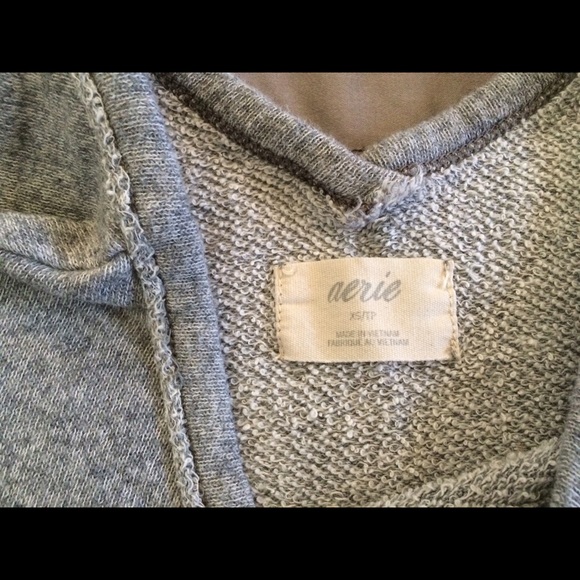 aerie
XS/TP
MADE IN VIETNAM
FABRIQUÉ AU VIETNAM